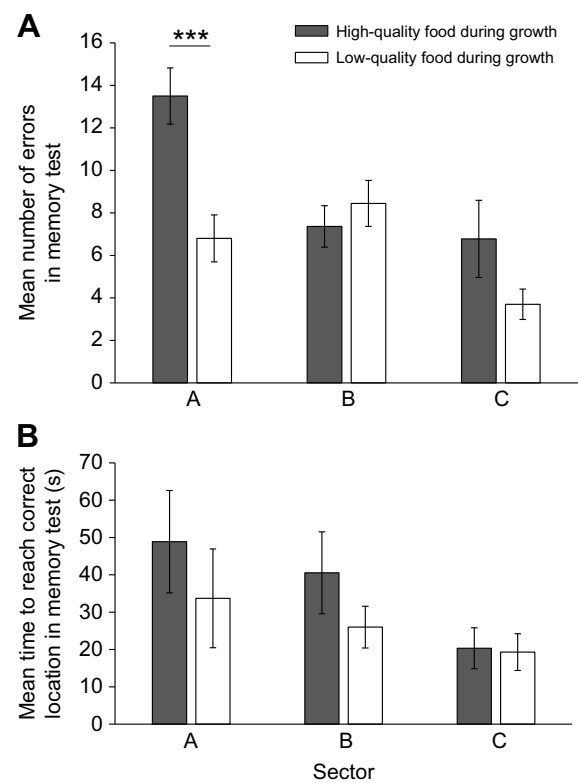 A
***
High-quality food during growth
Low-quality food during growth
Mean number of errors
in memory test
16
14
12
10
8
6
4
2
0
A B C
B
Mean time to reach correct
location in memory test (s)
70
60
50
40
30
20
10
0
A B C
Sector